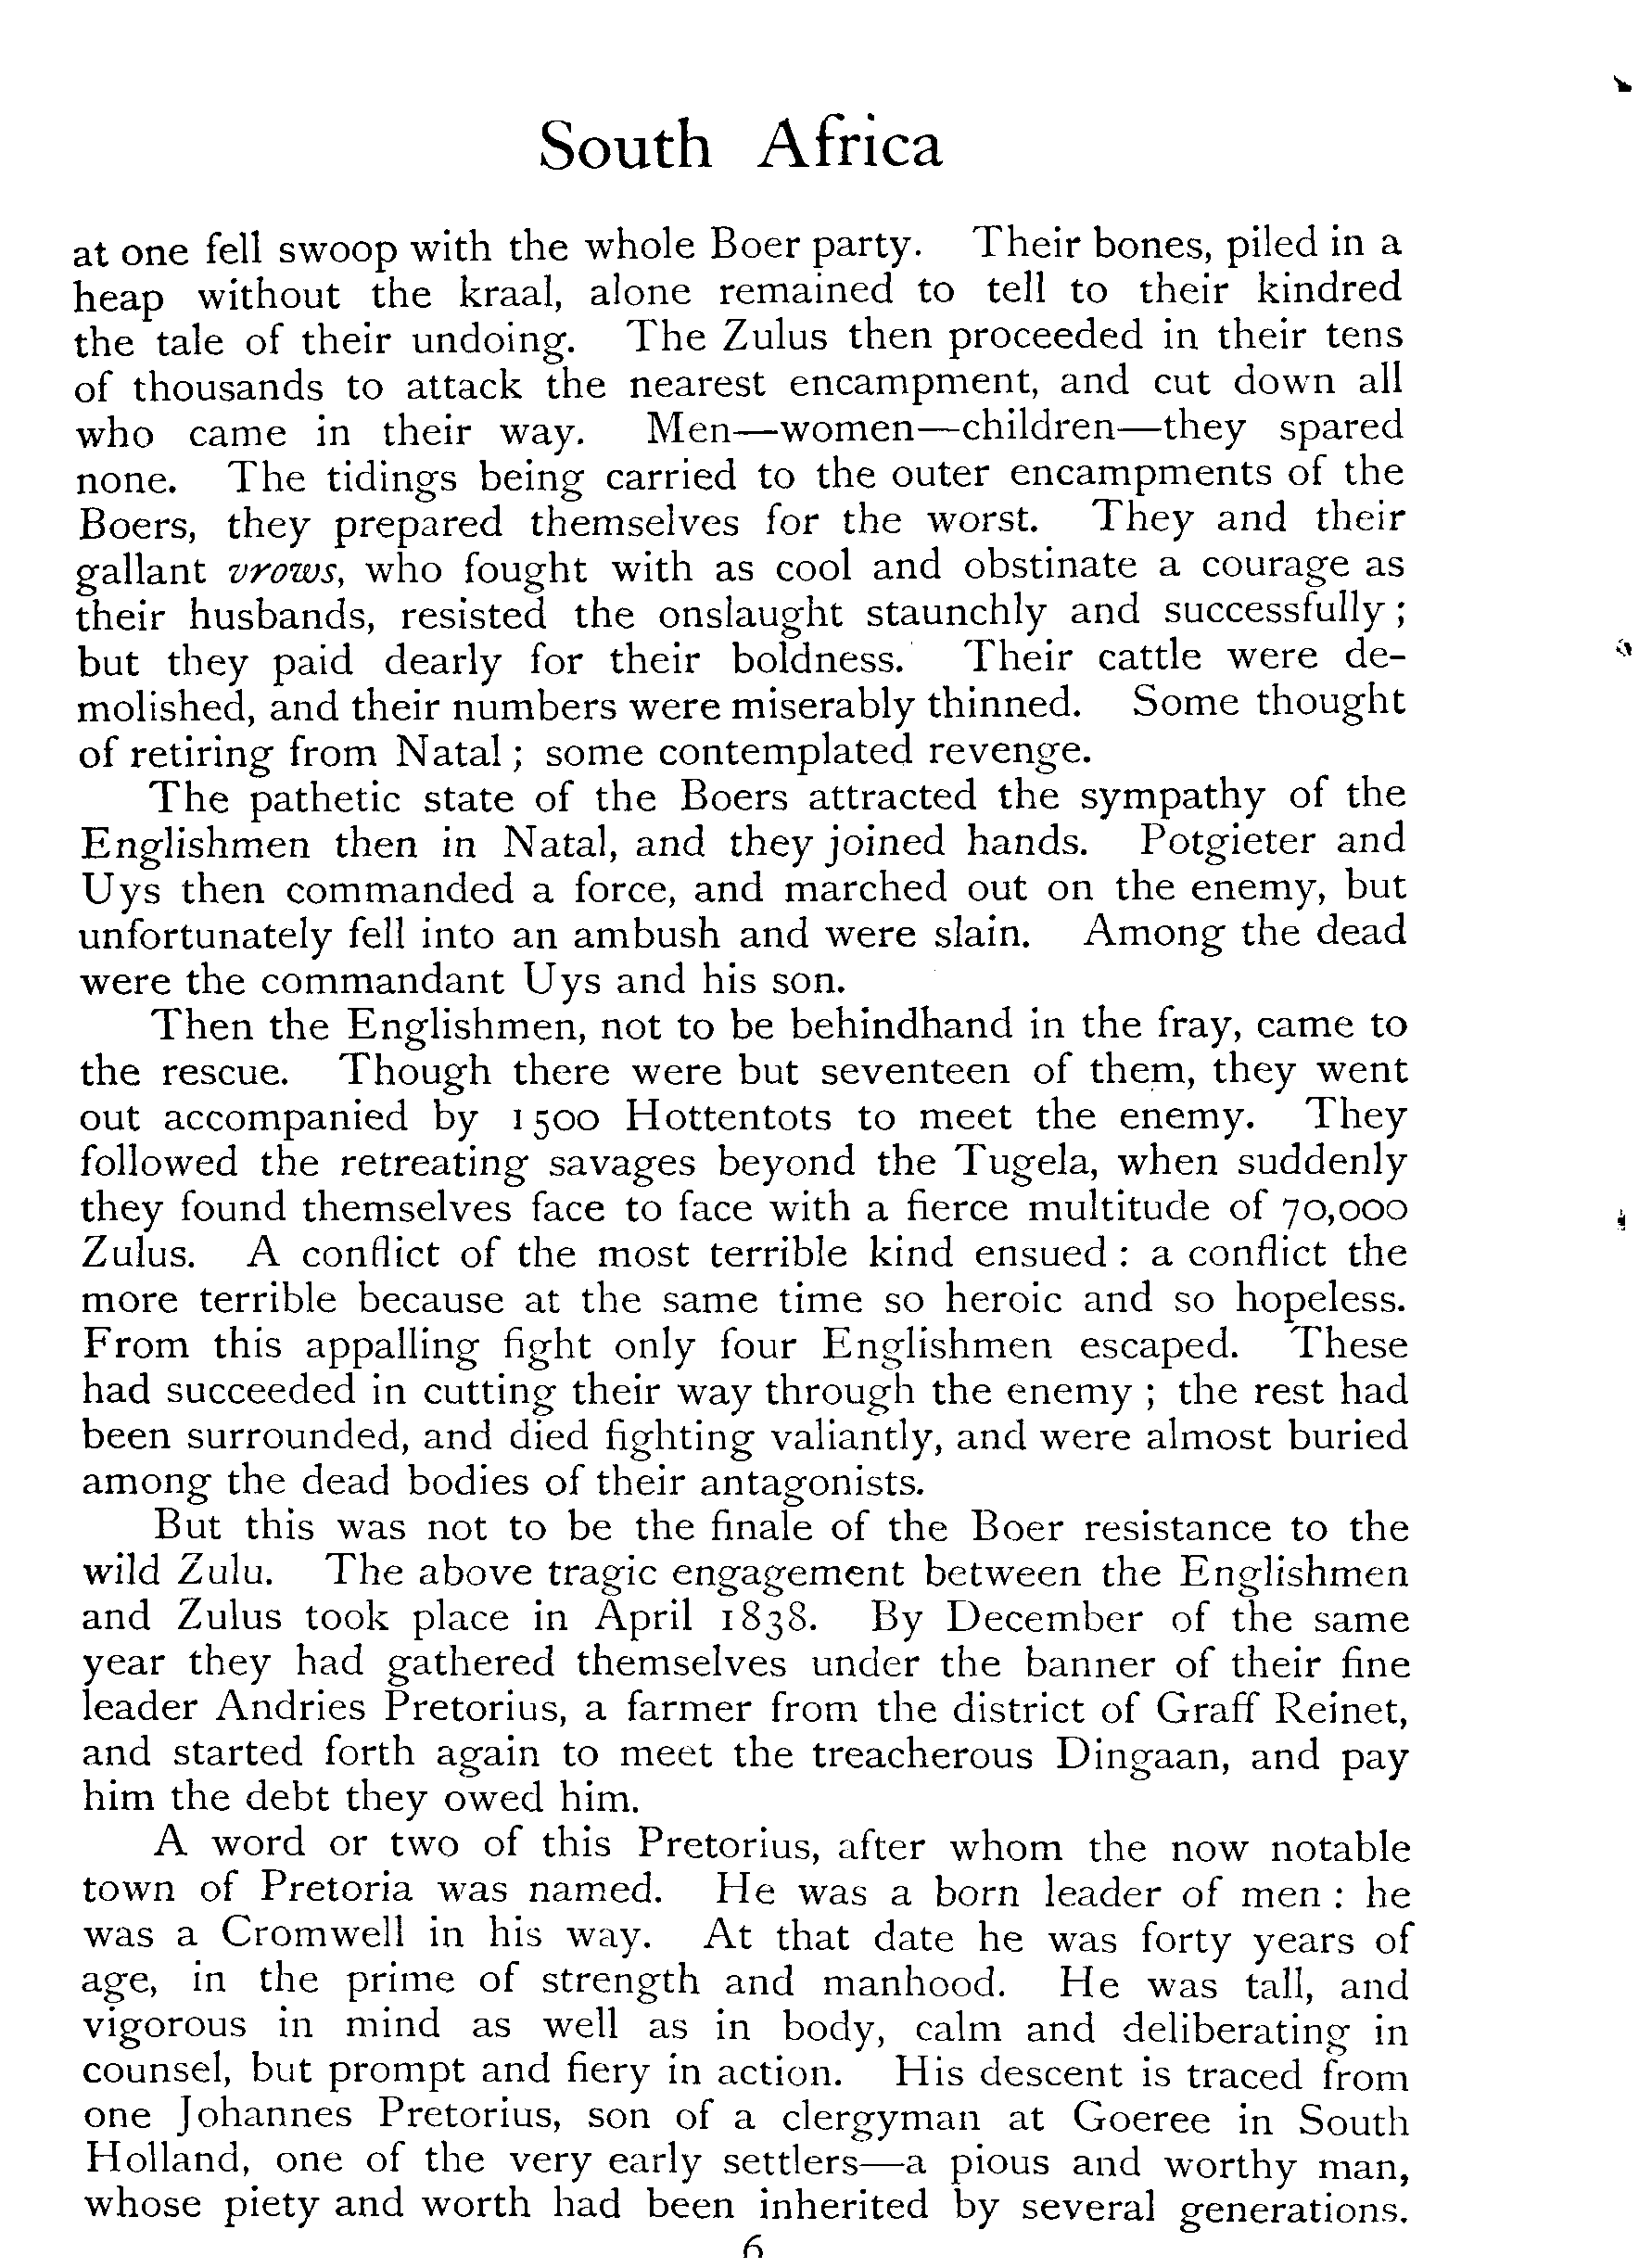 South Africa
at one fell swoop with the whole Boer party. Their bones, piled in a
heap without the kraal, alone remained to tell to their kindred
the tale of their undoing. The Zulus then proceeded in their tens
of thousands to attack the nearest encampment, and cut down all
who came in their way. Men—women—children—they spared
none. The tidings being carried to the outer encampments of the
Boers, they prepared themselves for the worst. They and their
gallant vrows, who fought with as cool and obstinate a courage as
their husbands, resisted the onslaught staunchly and successfully;
but they paid dearly for their boldness. Their cattle were de-
molished, and their numbers were miserably thinned. Some thought
of retiring from Natal; some contemplated revenge.
The pathetic state of the Boers attracted the sympathy of the
Englishmen then in Natal, and they joined hands. Potgieter and
Uys then commanded a force, and marched out on the enemy, but
unfortunately fell into an ambush and were slain. Among the dead
were the commandant Uys and his son.
Then the Englishmen, not to be behindhand in the fray, came to
the rescue. Though there were but seventeen of them, they went
out accompanied by 1500 Hottentots to meet the enemy. They
followed the retreating savages beyond the Tugela, when suddenly
they found themselves face to face with a fierce multitude of 70,000
Zulus. A conflict of the most terrible kind ensued: a conflict the
more terrible because at the same time so heroic and so hopeless.
From this appalling fight only four Englishmen escaped. These
had succeeded in cutting their way through the enemy; the rest had
been surrounded, and died fighting valiantly, and were almost buried
among the dead bodies of their antagonists.
But this was not to be the finale of the Boer resistance to the
wild Zulu. The above tragic engagement between the Englishmen
and Zulus took place in April 1838. By December of the same
year they had gathered themselves under the banner of their fine
leader Andries Pretorius, a farmer from the district of Graff Reinet,
and started forth again to meet the treacherous Dingaan, and pay
him the debt they owed him.
A word or two of this Pretorius, after whom the now notable
town of Pretoria was named. He was a born leader of men: he
was a Cromwell in his way. At that date he was forty years of
age, in the prime of strength and manhood. He was tall, and
vigorous in mind as well as in body, calm and deliberating in
counsel, but prompt and fiery in action. His descent is traced from
one Johannes Pretorius, son of a clergyman at Goeree in South
Holland, one of the very early settlers—a pious and worthy man,
whose piety and worth had been inherited by several generations.
6